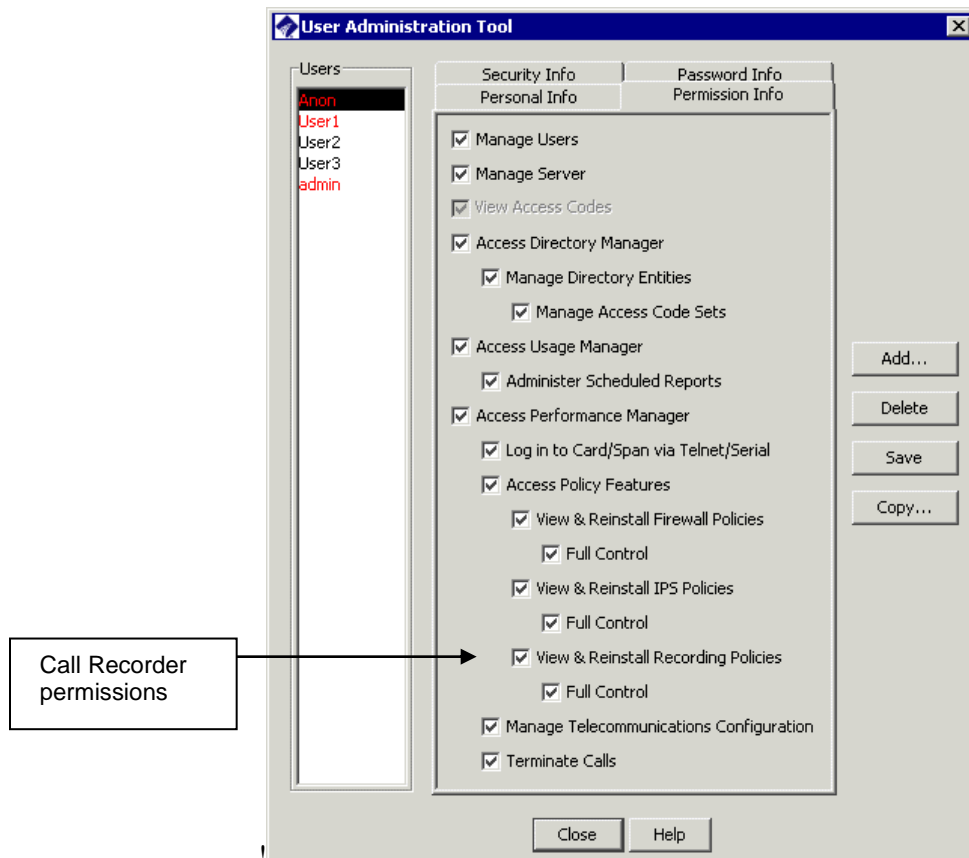 User Administration Tool
Users
Anon
User1
User2
User3
admin
Security Info
Password Info
Personal Info
Permission Info
Manage Users
Manage Server
View Access Codes
Access Directory Manager
Manage Directory Entities
Manage Access Code Sets
Access Usage Manager
Administer Scheduled Reports
Access Performance Manager
Log in to Card/Span via Telnet/Serial
Access Policy Features
View & Reinstall Firewall Policies
Full Control
View & Reinstall IPS Policies
Full Control
View & Reinstall Recording Policies
Full Control
Manage Telecommunications Configuration
Terminate Calls
Add...
Delete
Save
Copy...
Call Recorder
permissions
Close
Help